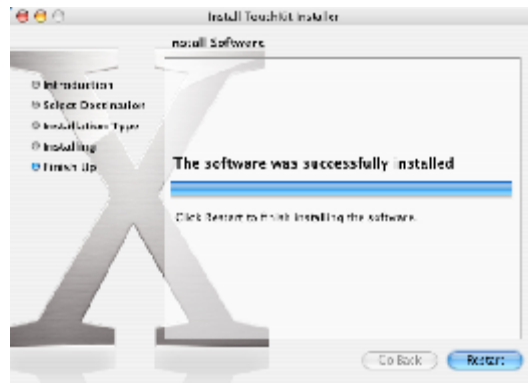 Install TouchKit Installer
nstall Software
Introduction
Select Destination
Installation Type
Installing
Finish Up
The software was successfully installed
Click Restart to finish installing the software.
Go Back
Restart